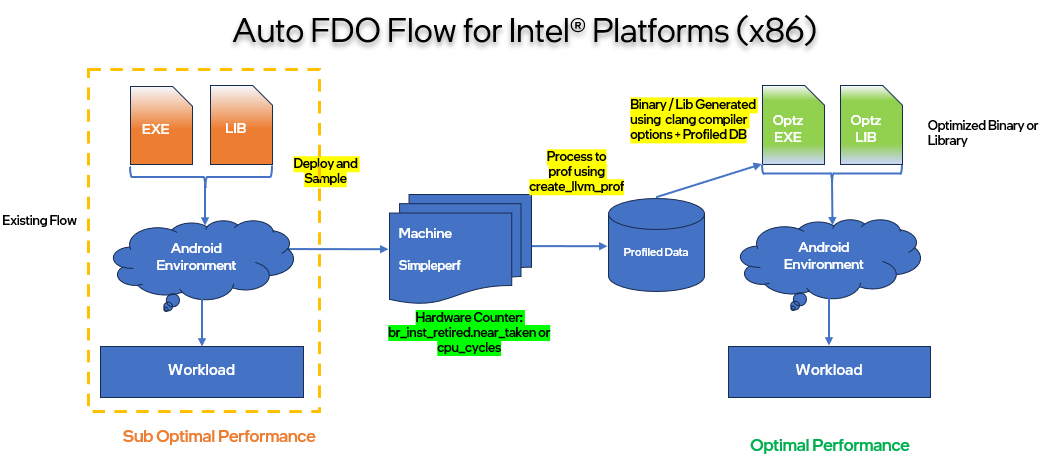 Auto FDO Flow for Intel® Platforms (x86)
EXE
LIB
Deploy and
Sample
Existing Flow
Android
Environment
Workload
Sub Optimal Performance
Machine
Simpleperf
Hardware Counter:
br_inst_retired.near_taken or
cpu_cycles
Process to
prof using
create_llvm_prof
Profiled Data
Binary / Lib Generated
using clang compiler
options + Profiled DB
Optz
EXE
Optz
LIB
Optimized Binary or
Library
Android
Environment
Workload
Optimal Performance